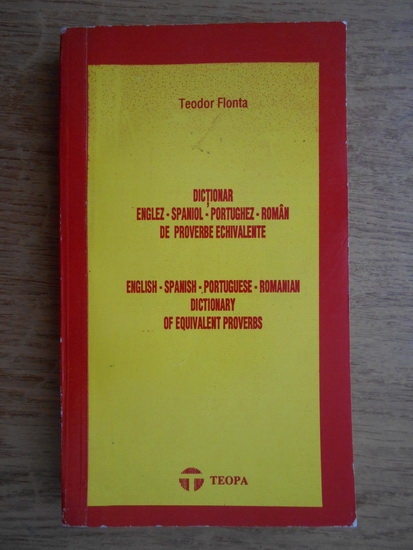 Teodor Flonta
DICȚIONAR
ENGLEZ - SPANIOL - PORTUGHEZ - ROMÂN
DE PROVERBE ECHIVALENTE
ENGLISH - SPANISH - PORTUGUESE - ROMANIAN
DICTIONARY
OF EQUIVALENT PROVERBS
TEOPA